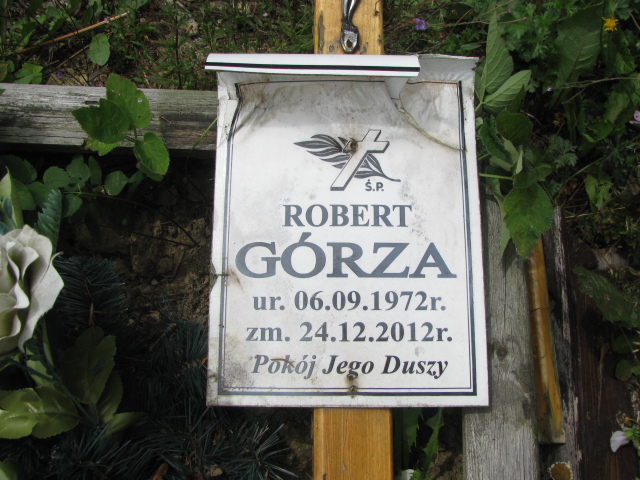 Ś.P.
ROBERT
GÓRZA
ur. 06.09.1972r.
zm. 24.12.2012r.
Pokój Jego Duszy